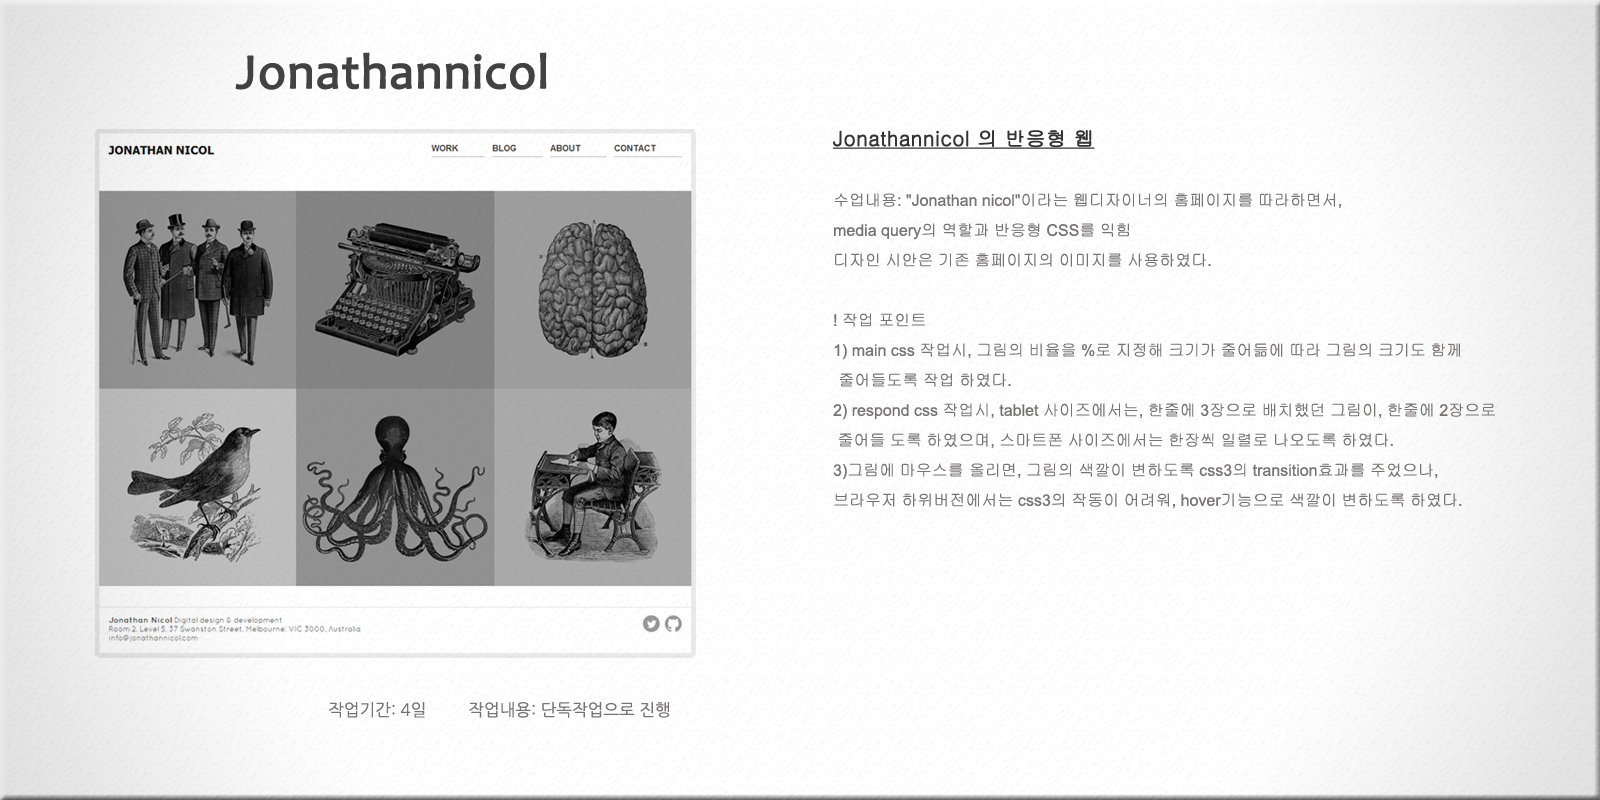 Jonathannicol
JONATHAN NICOL
WORK
BLOG
ABOUT
CONTACT
Jonathan Nicol Digital design & development
Room 2, Level 5, 37 Swanston Street, Melbourne, VIC 3000, Australia
info@jonathannicol.com
작업기간: 4일
작업내용: 단독작업으로 진행
Jonathannicol 의 반응형 웹
수업내용: "Jonathan nicol"이라는 웹디자이너의 홈페이지를 따라하면서,
media query의 역할과 반응형 CSS를 익힘
디자인 시안은 기존 홈페이지의 이미지를 사용하였다.
! 작업 포인트
1) main css 작업시, 그림의 비율을 %로 지정해 크기가 줄어듦에 따라 그림의 크기도 함께
줄어들도록 작업 하였다.
2) respond css 작업시, tablet 사이즈에서는, 한줄에 3장으로 배치했던 그림이, 한줄에 2장으로
줄어들 도록 하였으며, 스마트폰 사이즈에서는 한장씩 일렬로 나오도록 하였다.
3)그림에 마우스를 올리면, 그림의 색깔이 변하도록 css3의 transition효과를 주었으나,
브라우저 하위버전에서는 css3의 작동이 어려워, hover기능으로 색깔이 변하도록 하였다.